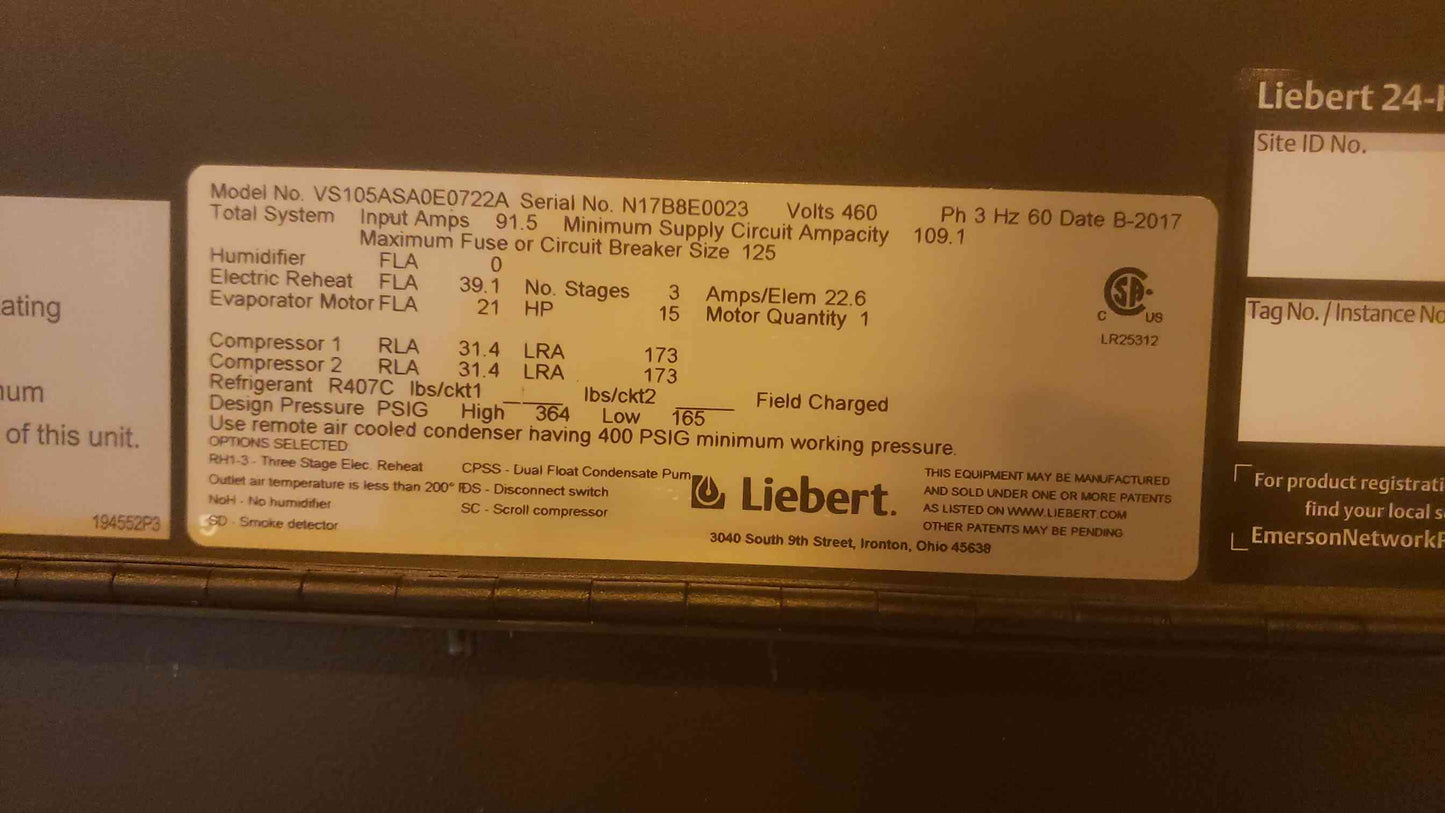 Model No. VS105ASA0E0722A Serial No. N17B8E0023 Volts 460 Ph 3 Hz 60 Date B-2017
Total System Input Amps 91.5 Minimum Supply Circuit Ampacity 109.1
Maximum Fuse or Circuit Breaker Size 125
Humidifier FLA 0
Electric Reheat FLA 39.1 No. Stages 3 Amps/Elem 22.6
Evaporator Motor FLA 21 HP 15 Motor Quantity 1
Compressor 1 RLA 31.4 LRA 173
Compressor 2 RLA 31.4 LRA 173
Refrigerant R407C lbs/ckt1 ____ lbs/ckt2 ____ Field Charged
Design Pressure PSIG High 364 Low 165
Use remote air cooled condenser having 400 PSIG minimum working pressure.
OPTIONS SELECTED
RH1-3 - Three Stage Elec. Reheat
Outlet air temperature is less than 200° F
NoH - No humidifier
SD - Smoke detector
CPSS - Dual Float Condensate Pum
DS - Disconnect switch
SC - Scroll compressor
Liebert.
THIS EQUIPMENT MAY BE MANUFACTURED
AND SOLD UNDER ONE OR MORE PATENTS
AS LISTED ON WWW.LIEBERT.COM
OTHER PATENTS MAY BE PENDING
3040 South 9th Street, Ironton, Ohio 45638
C SA US
LR25312
ating
num
of this unit.
194552P3
Liebert 24-
Site ID No.
Tag No. / Instance No
For product registrati
find your local s
EmersonNetwork